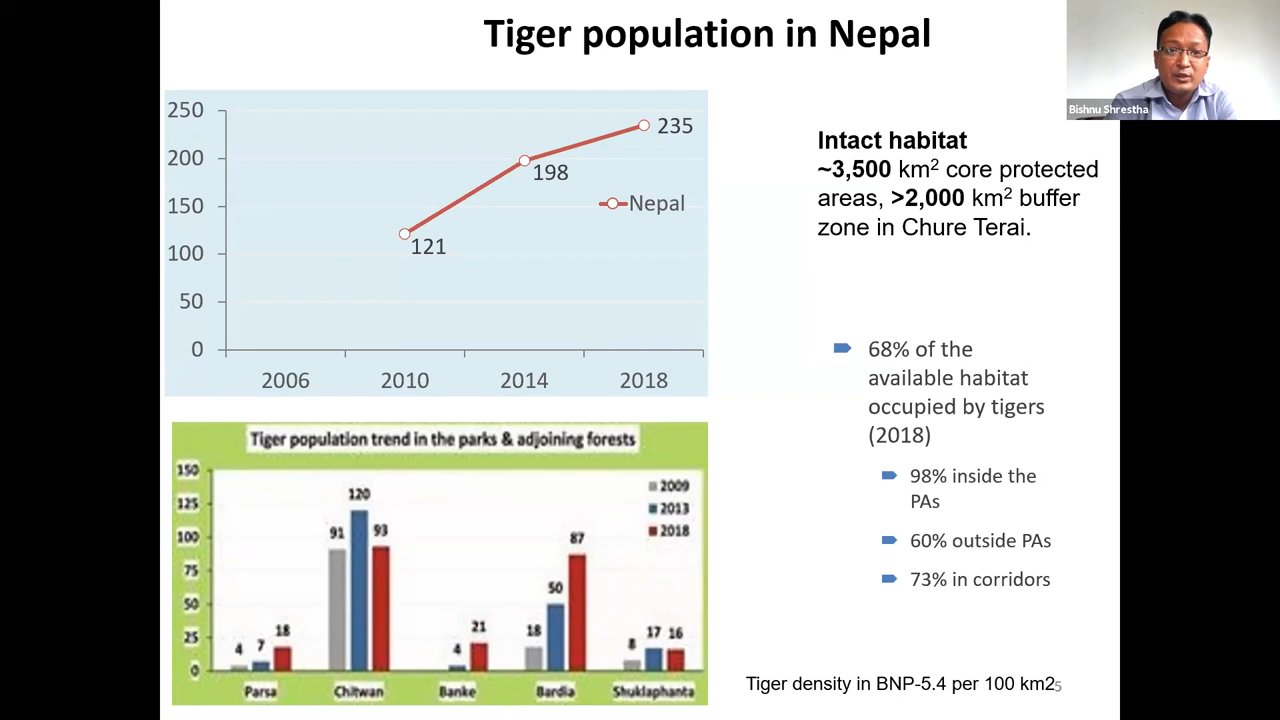 Tiger population in Nepal
Bishnu Shrestha
250
200
150
100
50
0
235
198
121
Nepal
2006 2010 2014 2018
Intact habitat
~3,500 km2 core protected
areas, >2,000 km2 buffer
zone in Chure Terai.
68% of the
available habitat
occupied by tigers
(2018)
98% inside the
PAs
60% outside PAs
73% in corridors
Tiger population trend in the parks & adjoining forests
150
125
100
75
50
25
0
2009
2013
2018
4 7 18
91 120 93
4 21
18 50 87
8 17 16
Parsa Chitwan Banke Bardia Shuklaphanta
Tiger density in BNP-5.4 per 100 km2
5